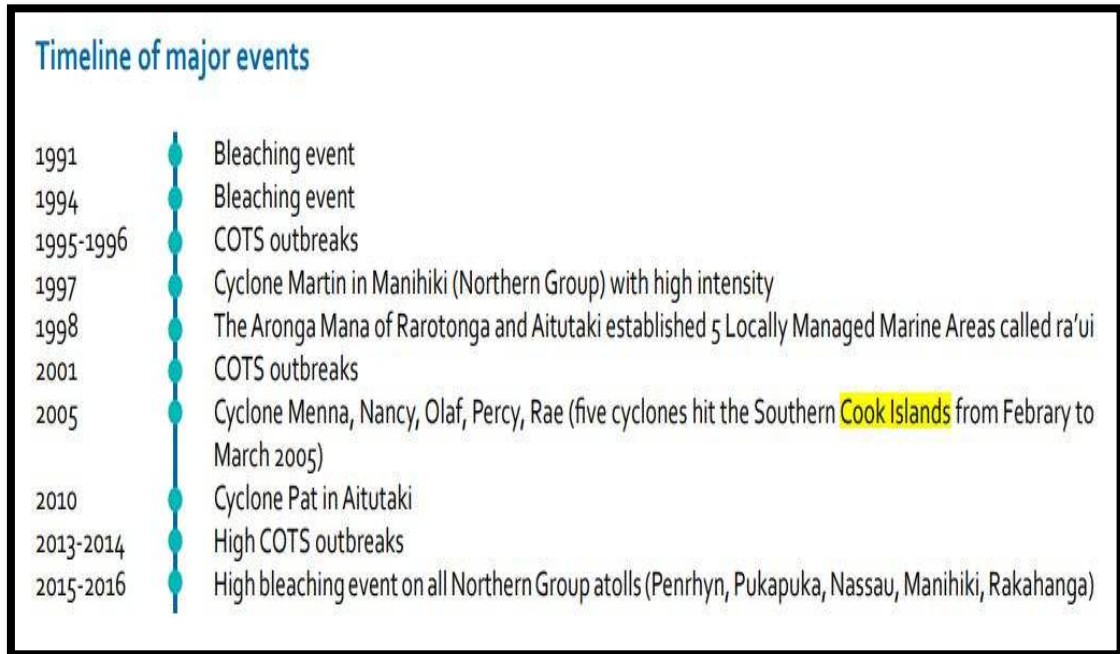 Timeline of major events
1991 Bleaching event
1994 Bleaching event
1995-1996 COTS outbreaks
1997 Cyclone Martin in Manihiki (Northern Group) with high intensity
1998 The Aronga Mana of Rarotonga and Aitutaki established 5 Locally Managed Marine Areas called ra’ui
2001 COTS outbreaks
2005 Cyclone Menna, Nancy, Olaf, Percy, Rae (five cyclones hit the Southern Cook Islands from Febrary to
March 2005)
2010 Cyclone Pat in Aitutaki
2013-2014 High COTS outbreaks
2015-2016 High bleaching event on all Northern Group atolls (Penrhyn, Pukapuka, Nassau, Manihiki, Rakahanga)